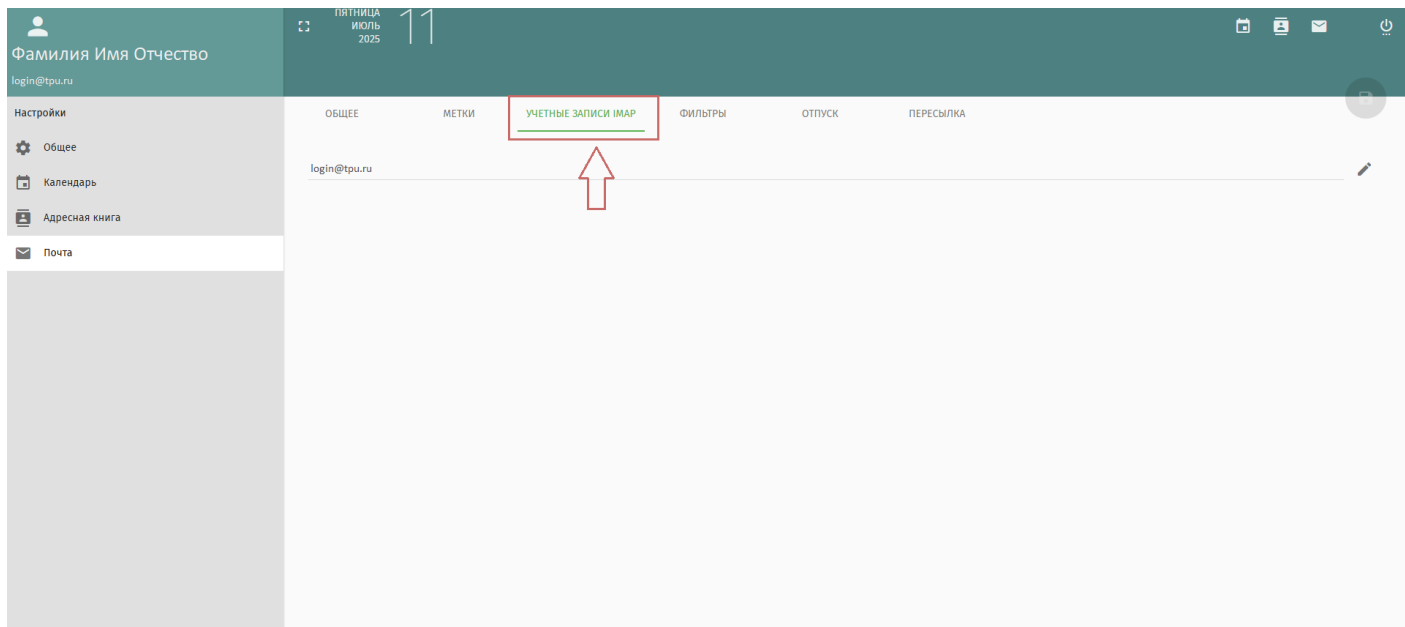 Фамилия Имя Отчество
login@tpu.ru
ПЯТНИЦА
ИЮЛЬ
2025
11
Настройки
Общее
Календарь
Адресная книга
Почта
ОБЩЕЕ МЕТКИ УЧЕТНЫЕ ЗАПИСИ IMAP ФИЛЬТРЫ ОТПУСК ПЕРЕСЫЛКА
login@tpu.ru